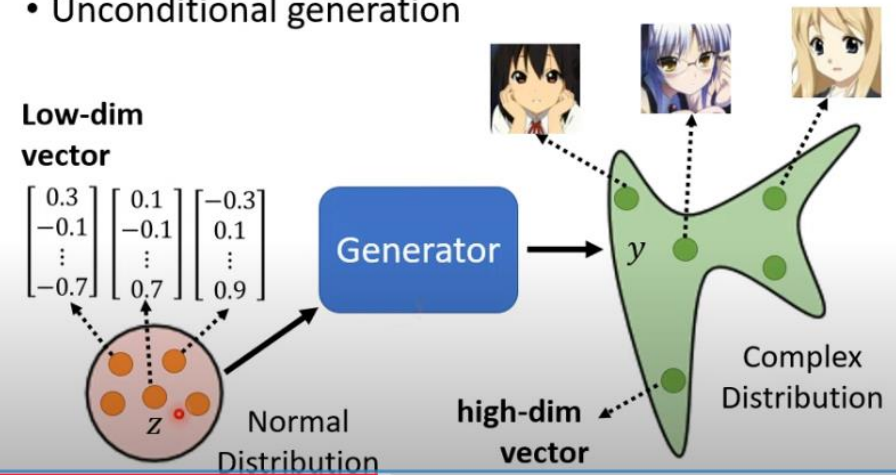 • Unconditional generation
Low-dim
vector
[0.3 −0.1 ⋮ −0.7] [0.1 −0.1 ⋮ 0.7] [−0.3 0.1 ⋮ 0.9]
Generator
y
z
Normal
Distribution
high-dim
vector
Complex
Distribution